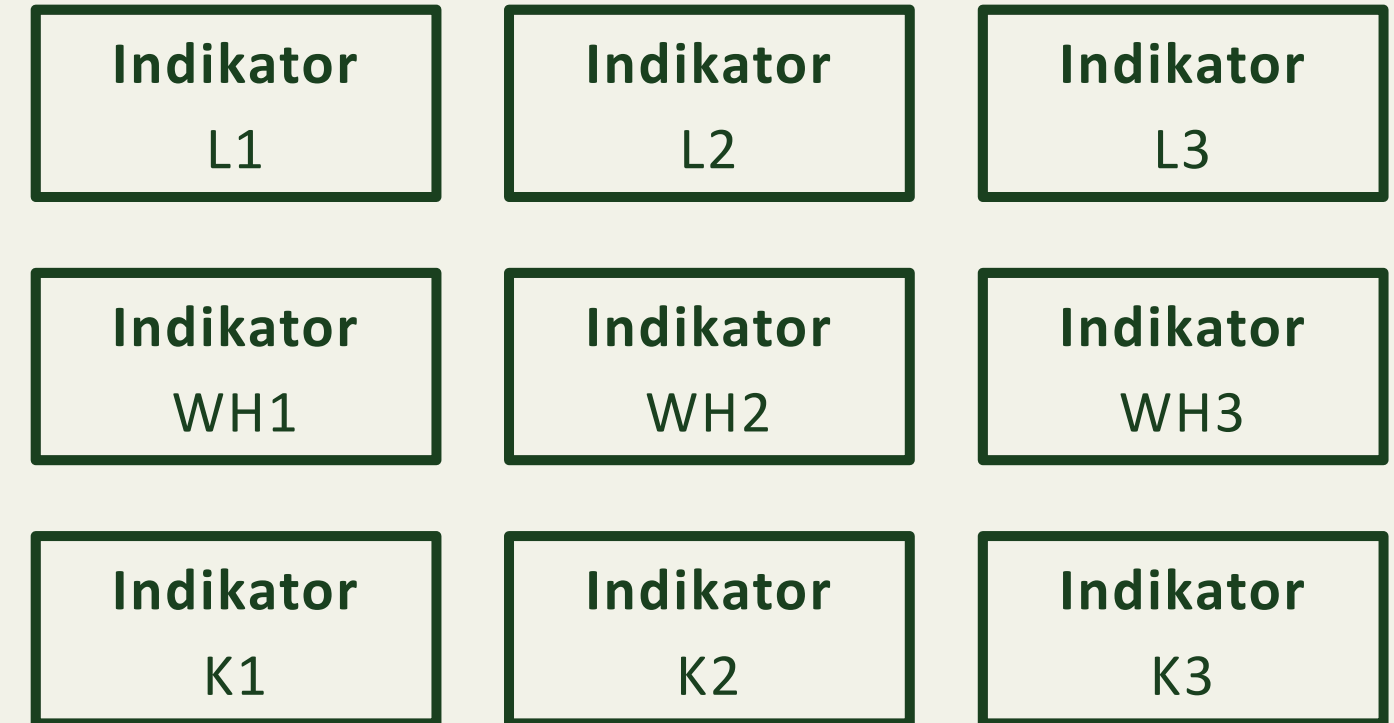 Indikator
L1
Indikator
L2
Indikator
L3
Indikator
WH1
Indikator
WH2
Indikator
WH3
Indikator
K1
Indikator
K2
Indikator
K3